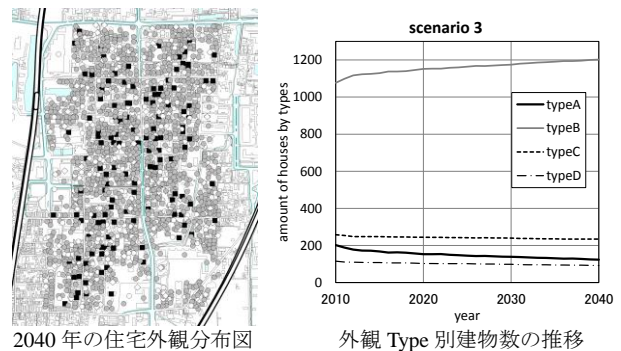 scenario 3
amount of houses by types
1200
1000
800
600
400
200
0
typeA
typeB
typeC
typeD
2010
2020
2030
2040
year
2040 年の住宅外観分布図
外観 Type 別建物数の推移